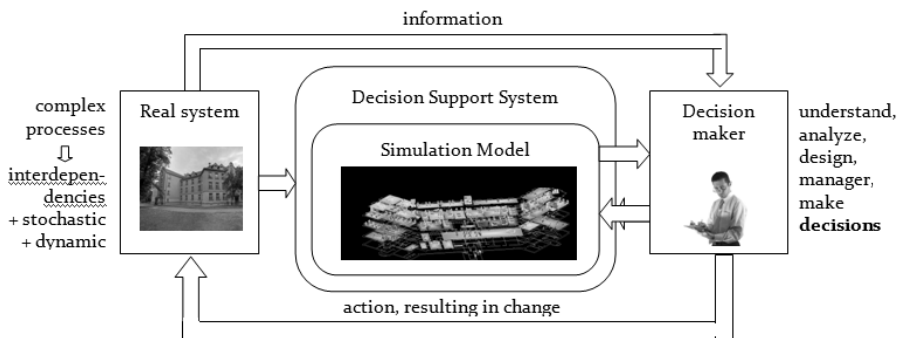 information
complex
processes
interdepen-
dencies
+ stochastic
+ dynamic
Real system
Decision Support System
Simulation Model
Decision
maker
understand,
analyze,
design,
manager,
make
decisions
action, resulting in change